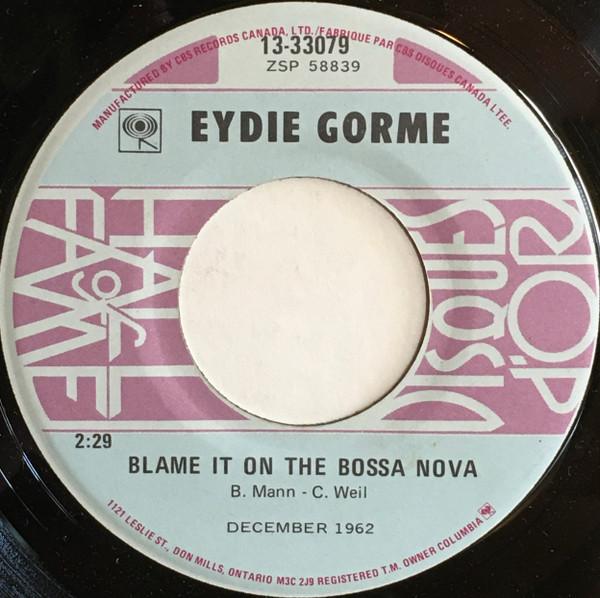 MANUFACTURED BY CBS RECORDS CANADA, LTD./FABRIQUE PAR CBS DISQUES CANADA LTEE.
13-33079
ZSP 58839
EYDIE GORME
HALL of FAME
DISQUES D'OR
2:29
BLAME IT ON THE BOSSA NOVA
B. Mann - C. Weil
DECEMBER 1962
1121 LESLIE ST., DON MILLS, ONTARIO M3C 2J9 REGISTERED T.M. OWNER COLUMBIA